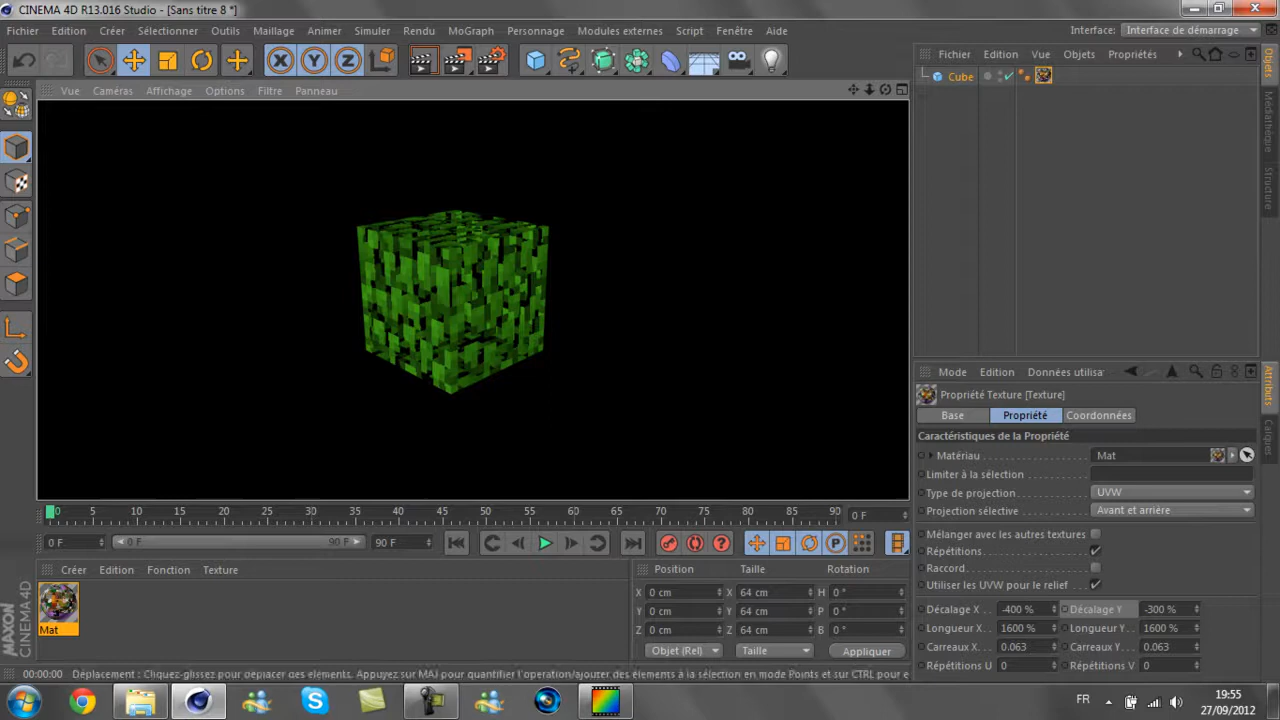 CINEMA 4D R13.016 Studio - [Sans titre 8 *]
Fichier Edition Créer Sélectionner Outils Maillage Animer Simuler Rendu MoGraph Personnage Modules externes Script Fenêtre Aide Interface: Interface de démarrage
X Y Z
Fichier Edition Vue Objets Propriétés
Vue Caméras Affichage Options Filtre Panneau
Cube
Objets
Médiathèque
Structure
Mode Edition Données utilisa
Propriété Texture [Texture]
Base Propriété Coordonnées
Caractéristiques de la Propriété
Matériau Mat
Limiter à la sélection
Type de projection UVW
Projection sélective Avant et arrière
Mélanger avec les autres textures
Répétitions
Raccord
Utiliser les UVW pour le relief
Décalage X -400 % Décalage Y -300 %
Longueur X 1600 % Longueur Y 1600 %
Carreaux X 0.063 Carreaux Y 0.063
Répétitions U 0 Répétitions V 0
Attributs
Calques
0 5 10 15 20 25 30 35 40 45 50 55 60 65 70 75 80 85 90 0 F
0 F 0 F 90 F 90 F
Créer Edition Fonction Texture
Mat
Position Taille Rotation
X 0 cm X 64 cm H 0 °
Y 0 cm Y 64 cm P 0 °
Z 0 cm Z 64 cm B 0 °
Objet (Rel) Taille Appliquer
MAXON
CINEMA 4D
00:00:00 Déplacement : Cliquez-glissez pour déplacer des éléments. Appuyez sur MAJ pour quantifier l'operation/ajouter des éléments à la sélection en mode Points et sur CTRL pour e
FR 19:55
27/09/2012